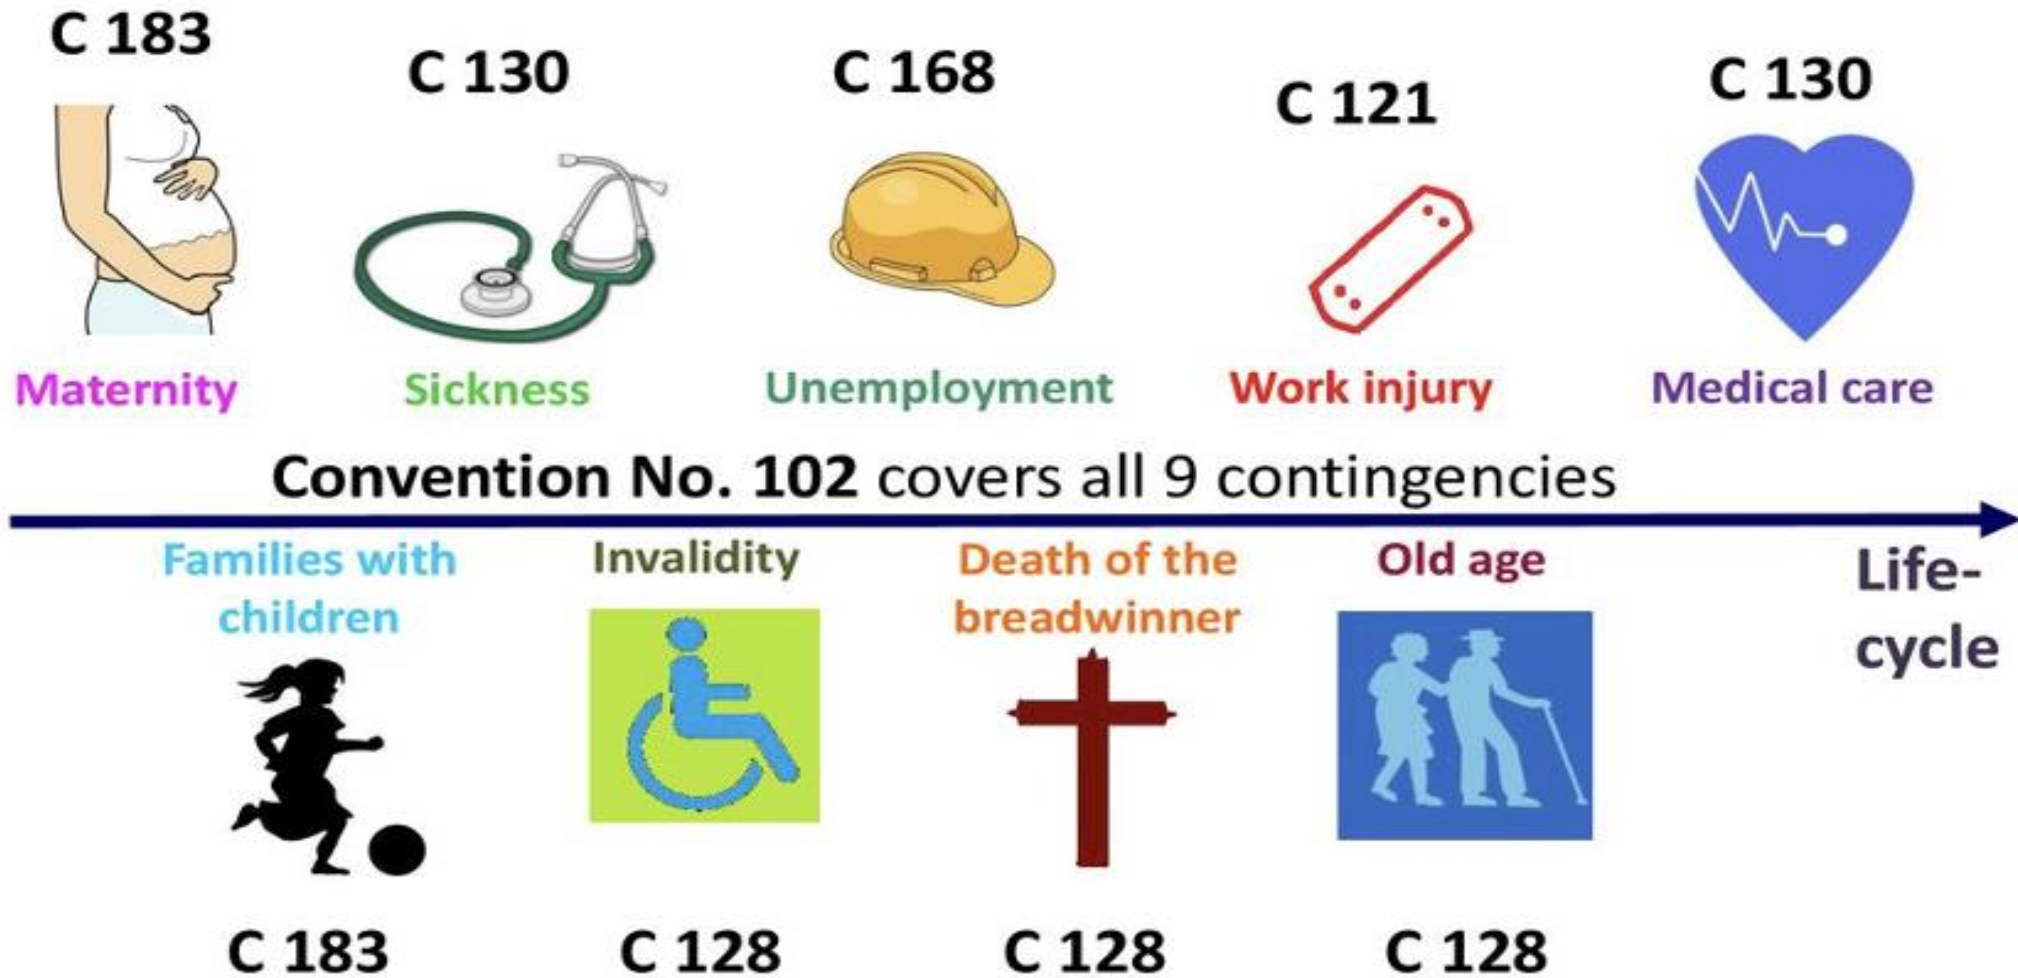 C 183
C 130
C 168
C 121
C 130
Maternity
Sickness
Unemployment
Work injury
Medical care
Convention No. 102 covers all 9 contingencies
Families with
children
Invalidity
Death of the
breadwinner
Old age
Life-
cycle
C 183
C 128
C 128
C 128